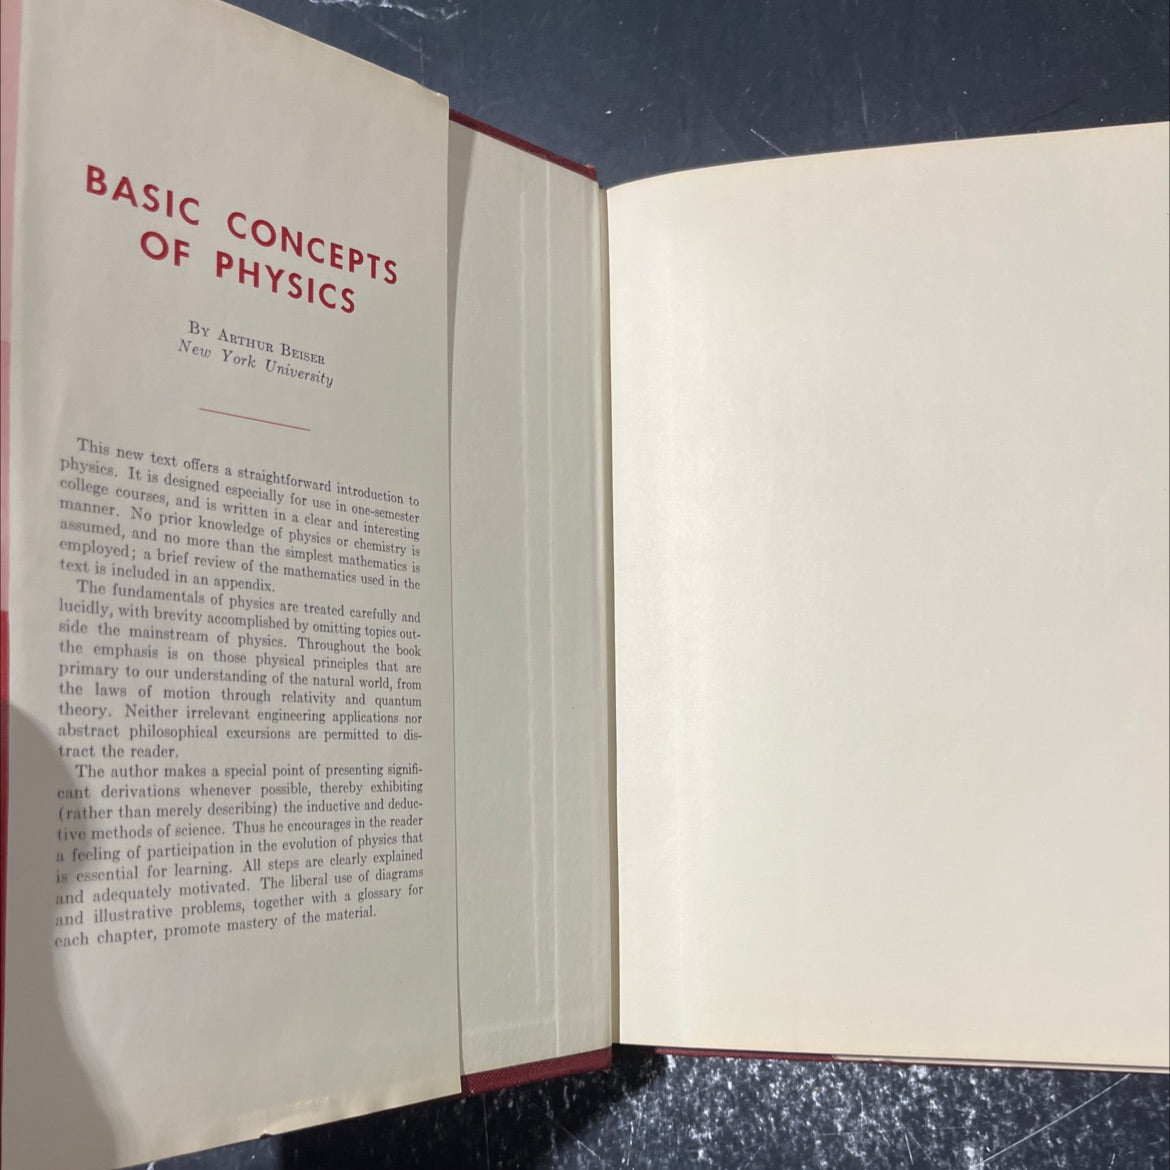 BASIC CONCEPTS
OF PHYSICS
By Arthur Beiser
New York University
This new text offers a straightforward introduction to
physics. It is designed especially for use in one-semester
college courses, and is written in a clear and interesting
manner. No prior knowledge of physics or chemistry is
assumed, and no more than the simplest mathematics is
employed; a brief review of the mathematics used in the
text is included in an appendix.
The fundamentals of physics are treated carefully and
lucidly, with brevity accomplished by omitting topics out-
side the mainstream of physics. Throughout the book
the emphasis is on those physical principles that are
primary to our understanding of the natural world, from
the laws of motion through relativity and quantum
theory. Neither irrelevant engineering applications nor
abstract philosophical excursions are permitted to dis-
tract the reader.
The author makes a special point of presenting signifi-
cant derivations whenever possible, thereby exhibiting
(rather than merely describing) the inductive and deduc-
tive methods of science. Thus he encourages in the reader
a feeling of participation in the evolution of physics that
is essential for learning. All steps are clearly explained
and adequately motivated. The liberal use of diagrams
and illustrative problems, together with a glossary for
each chapter, promote mastery of the material.